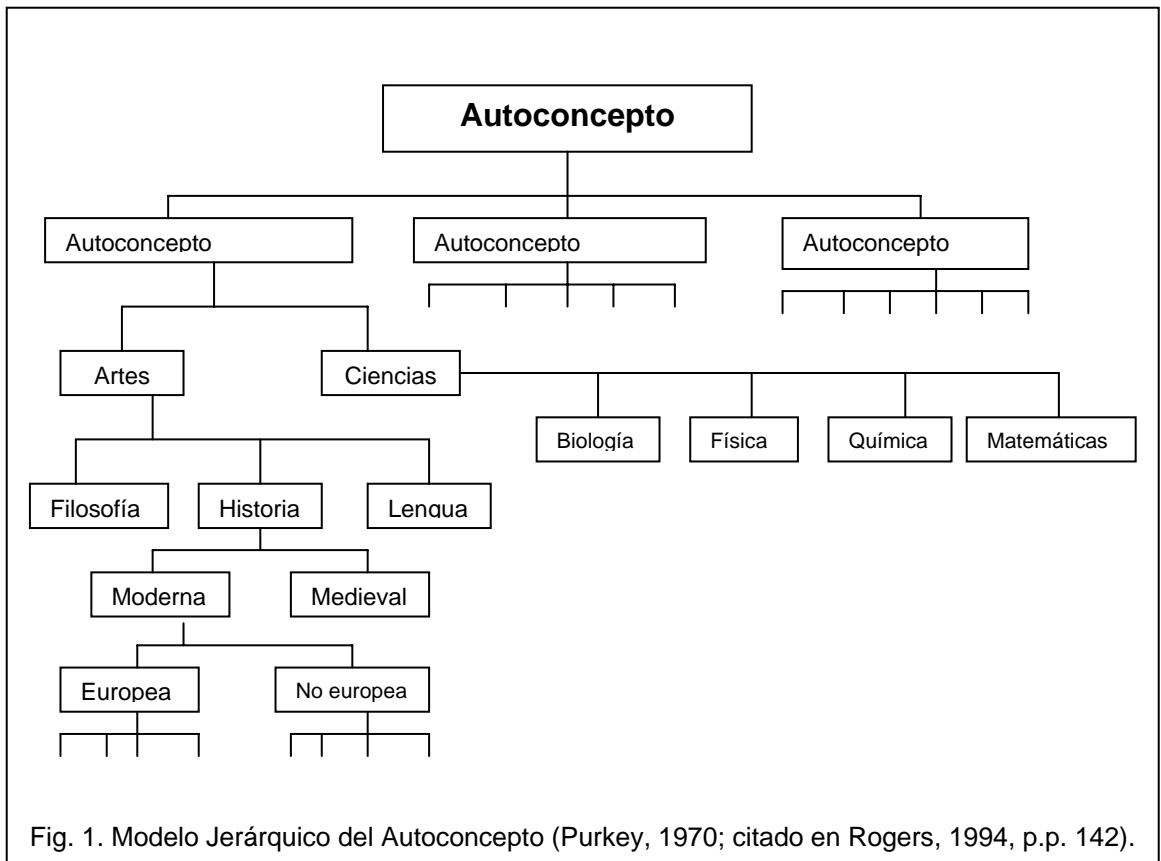 Autoconcepto
Autoconcepto
Autoconcepto
Autoconcepto
Artes
Ciencias
Biología
Física
Química
Matemáticas
Filosofía
Historia
Lengua
Moderna
Medieval
Europea
No europea
Fig. 1. Modelo Jerárquico del Autoconcepto (Purkey, 1970; citado en Rogers, 1994, p.p. 142).